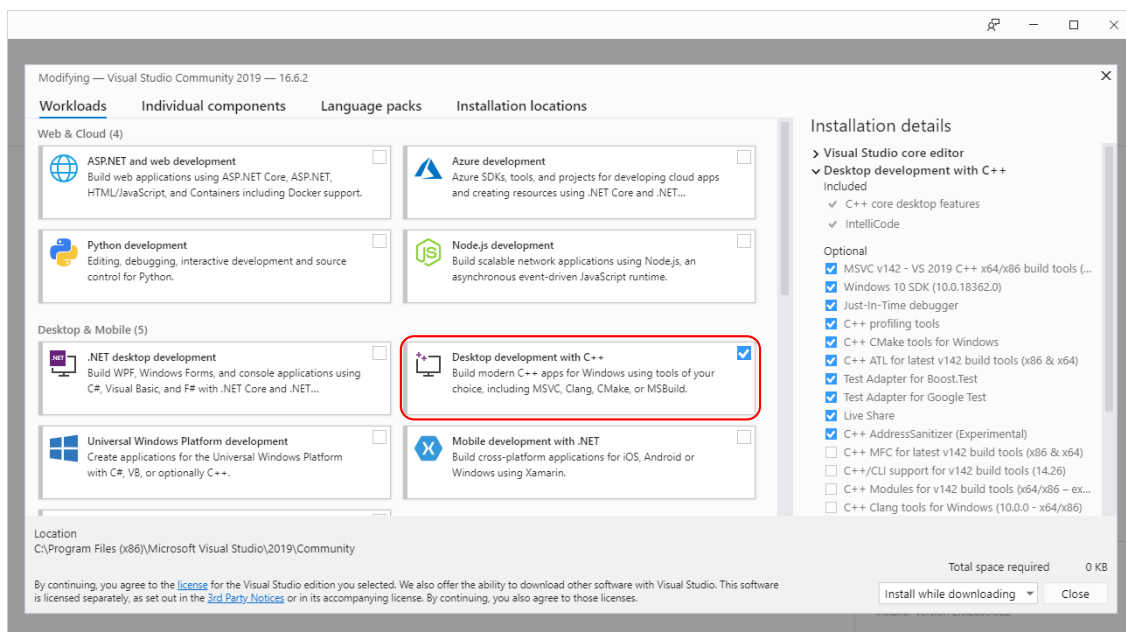 Modifying — Visual Studio Community 2019 — 16.6.2
Workloads
Individual components
Language packs
Installation locations
Web & Cloud (4)
ASP.NET and web development
Build web applications using ASP.NET Core, ASP.NET,
HTML/JavaScript, and Containers including Docker support.
Azure development
Azure SDKs, tools, and projects for developing cloud apps
and creating resources using .NET Core and .NET...
Python development
Editing, debugging, interactive development and source
control for Python.
JS
Node.js development
Build scalable network applications using Node.js, an
asynchronous event-driven JavaScript runtime.
Desktop & Mobile (5)
.NET
.NET desktop development
Build WPF, Windows Forms, and console applications using
C#, Visual Basic, and F# with .NET Core and .NET...
Desktop development with C++
Build modern C++ apps for Windows using tools of your
choice, including MSVC, Clang, CMake, or MSBuild.
Universal Windows Platform development
Create applications for the Universal Windows Platform
with C#, VB, or optionally C++.
Mobile development with .NET
Build cross-platform applications for iOS, Android or
Windows using Xamarin.
Installation details
Visual Studio core editor
Desktop development with C++
Included
C++ core desktop features
IntelliCode
Optional
MSVC v142 - VS 2019 C++ x64/x86 build tools (...
Windows 10 SDK (10.0.18362.0)
Just-In-Time debugger
C++ profiling tools
C++ CMake tools for Windows
C++ ATL for latest v142 build tools (x86 & x64)
Test Adapter for Boost.Test
Test Adapter for Google Test
Live Share
C++ AddressSanitizer (Experimental)
C++ MFC for latest v142 build tools (x86 & x64)
C++/CLI support for v142 build tools (14.26)
C++ Modules for v142 build tools (x64/x86 – ex...
C++ Clang tools for Windows (10.0.0 - x64/x86)
Location
C:\Program Files (x86)\Microsoft Visual Studio\2019\Community
By continuing, you agree to the license for the Visual Studio edition you selected. We also offer the ability to download other software with Visual Studio. This software
is licensed separately, as set out in the 3rd Party Notices or in its accompanying license. By continuing, you also agree to those licenses.
Total space required 0 KB
Install while downloading
Close